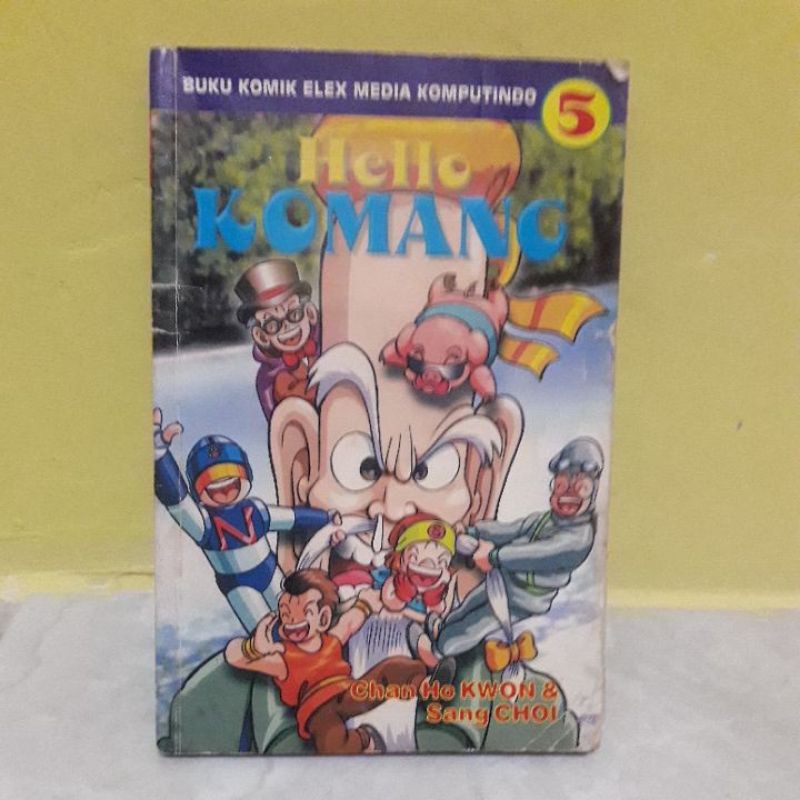 BUKU KOMIK ELEX MEDIA KOMPUTINDO
5
Hello
KOMANG
N
Chan Ho KWON &
Sang CHOI